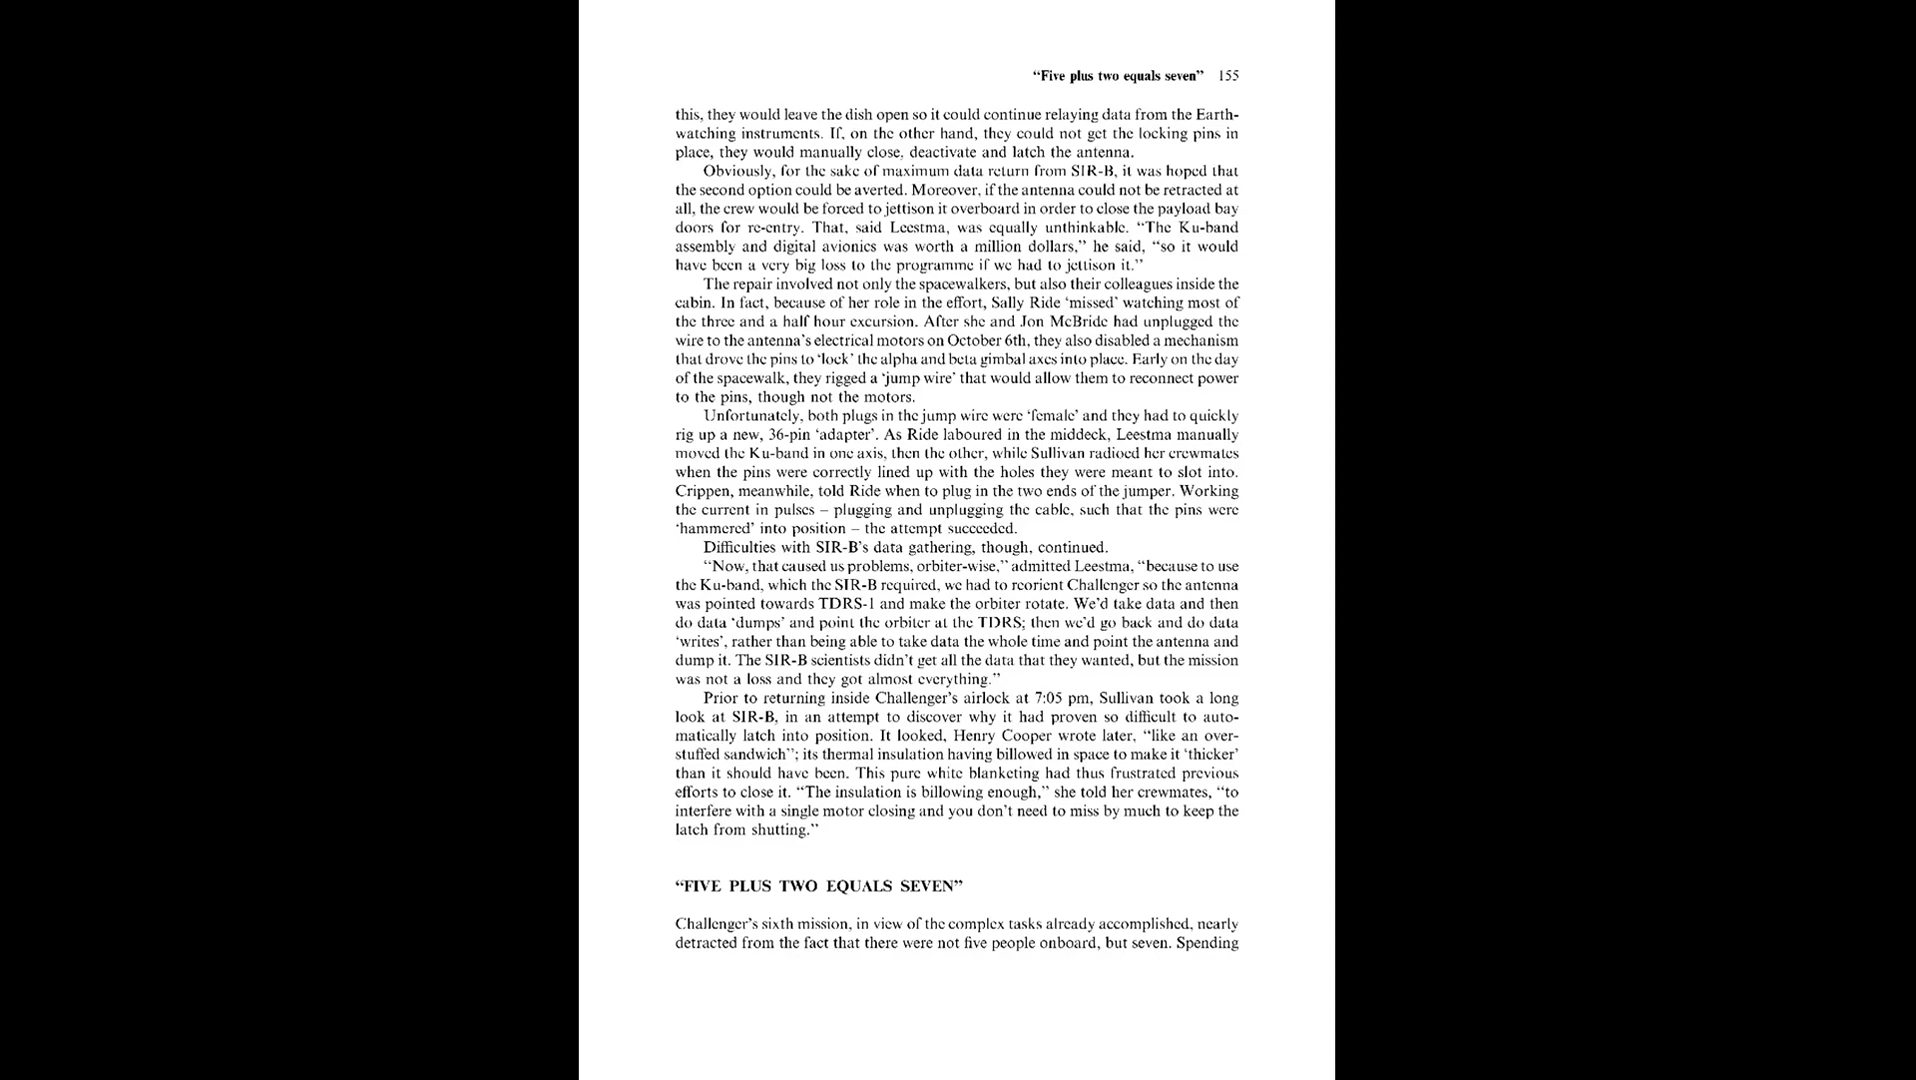 “Five plus two equals seven” 155
this, they would leave the dish open so it could continue relaying data from the Earth-
watching instruments. If, on the other hand, they could not get the locking pins in
place, they would manually close, deactivate and latch the antenna.
Obviously, for the sake of maximum data return from SIR-B, it was hoped that
the second option could be averted. Moreover, if the antenna could not be retracted at
all, the crew would be forced to jettison it overboard in order to close the payload bay
doors for re-entry. That, said Leestma, was equally unthinkable. “The Ku-band
assembly and digital avionics was worth a million dollars,” he said, “so it would
have been a very big loss to the programme if we had to jettison it.”
The repair involved not only the spacewalkers, but also their colleagues inside the
cabin. In fact, because of her role in the effort, Sally Ride ‘missed’ watching most of
the three and a half hour excursion. After she and Jon McBride had unplugged the
wire to the antenna’s electrical motors on October 6th, they also disabled a mechanism
that drove the pins to ‘lock’ the alpha and beta gimbal axes into place. Early on the day
of the spacewalk, they rigged a ‘jump wire’ that would allow them to reconnect power
to the pins, though not the motors.
Unfortunately, both plugs in the jump wire were ‘female’ and they had to quickly
rig up a new, 36-pin ‘adapter’. As Ride laboured in the middeck, Leestma manually
moved the Ku-band in one axis, then the other, while Sullivan radioed her crewmates
when the pins were correctly lined up with the holes they were meant to slot into.
Crippen, meanwhile, told Ride when to plug in the two ends of the jumper. Working
the current in pulses – plugging and unplugging the cable, such that the pins were
‘hammered’ into position – the attempt succeeded.
Difficulties with SIR-B’s data gathering, though, continued.
“Now, that caused us problems, orbiter-wise,” admitted Leestma, “because to use
the Ku-band, which the SIR-B required, we had to reorient Challenger so the antenna
was pointed towards TDRS-1 and make the orbiter rotate. We’d take data and then
do data ‘dumps’ and point the orbiter at the TDRS; then we’d go back and do data
‘writes’, rather than being able to take data the whole time and point the antenna and
dump it. The SIR-B scientists didn’t get all the data that they wanted, but the mission
was not a loss and they got almost everything.”
Prior to returning inside Challenger’s airlock at 7:05 pm, Sullivan took a long
look at SIR-B, in an attempt to discover why it had proven so difficult to auto-
matically latch into position. It looked, Henry Cooper wrote later, “like an over-
stuffed sandwich”; its thermal insulation having billowed in space to make it ‘thicker’
than it should have been. This pure white blanketing had thus frustrated previous
efforts to close it. “The insulation is billowing enough,” she told her crewmates, “to
interfere with a single motor closing and you don’t need to miss by much to keep the
latch from shutting.”
“FIVE PLUS TWO EQUALS SEVEN”
Challenger’s sixth mission, in view of the complex tasks already accomplished, nearly
detracted from the fact that there were not five people onboard, but seven. Spending